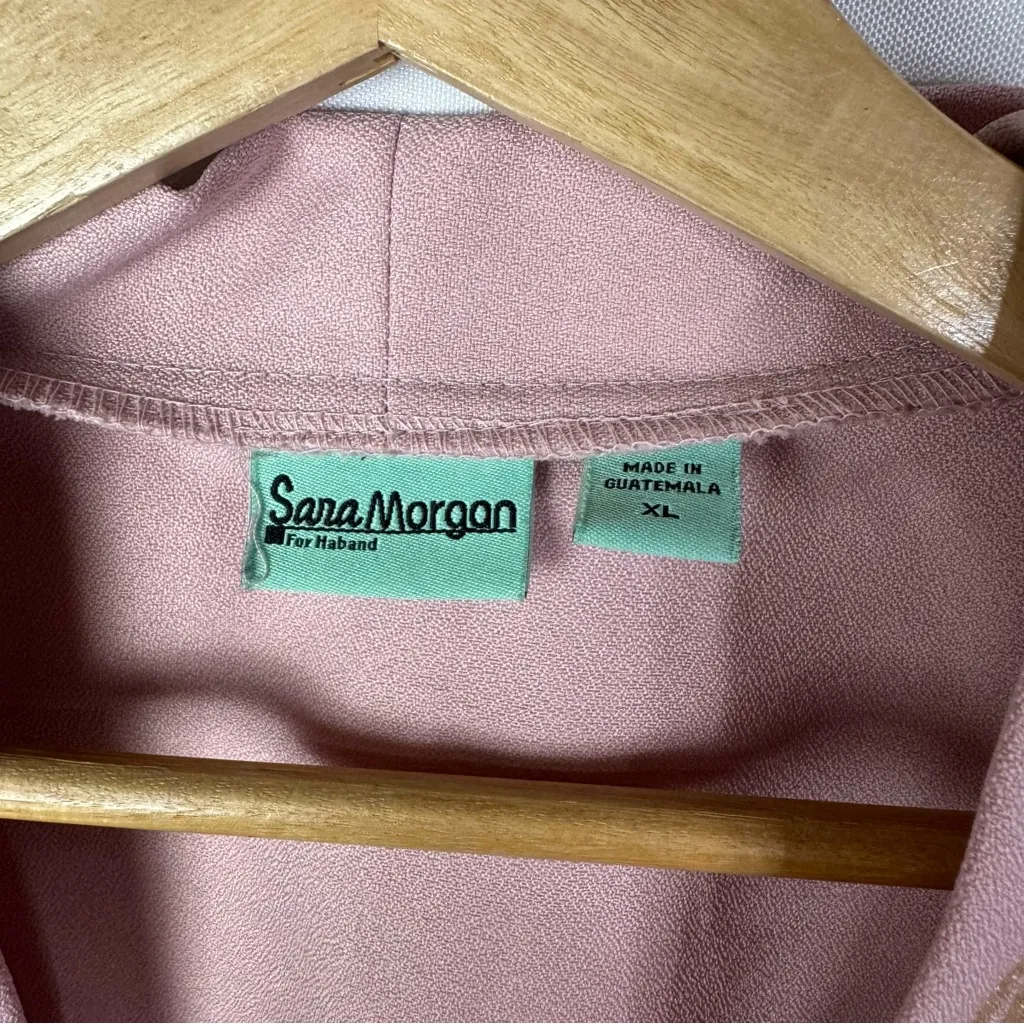 Sara Morgan
For Haband
MADE IN
GUATEMALA
XL